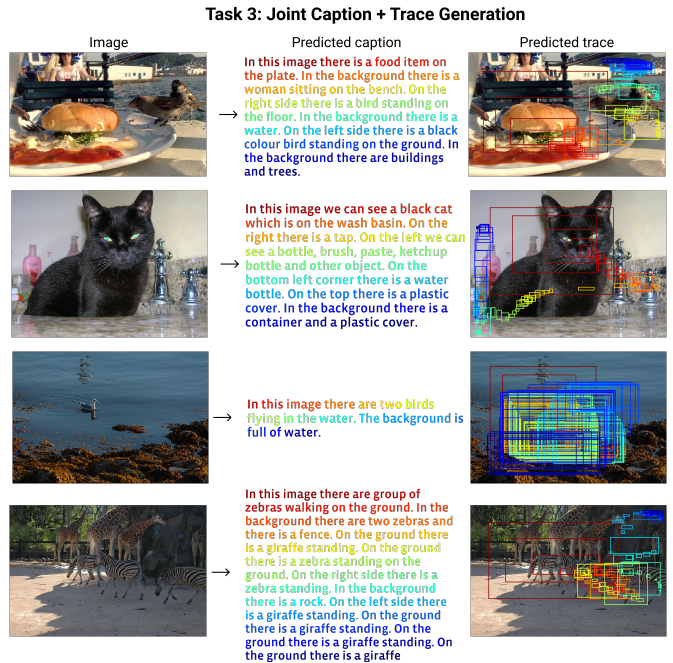 Task 3: Joint Caption + Trace Generation
Image
Predicted caption
Predicted trace
In this image there is a food item on
the plate. In the background there is a
woman sitting on the bench. On the
right side there is a bird standing on
the floor. In the background there is a
water. On the left side there is a black
colour bird standing on the ground. In
the background there are buildings
and trees.
In this image we can see a black cat
which is on the wash basin. On the
right there is a tap. On the left we can
see a bottle, brush, paste, ketchup
bottle and other object. On the
bottom left corner there is a water
bottle. On the top there is a plastic
cover. In the background there is a
container and a plastic cover.
In this image there are two birds
flying in the water. The background is
full of water.
In this image there are group of
zebras walking on the ground. In the
background there are two zebras and
there is a fence. On the ground there
is a giraffe standing. On the ground
there is a zebra standing on the
ground. On the right side there is a
zebra standing. In the background
there is a rock. On the left side there
is a giraffe standing. On the ground
there is a giraffe standing. On the
ground there is a giraffe standing. On
the ground there is a giraffe